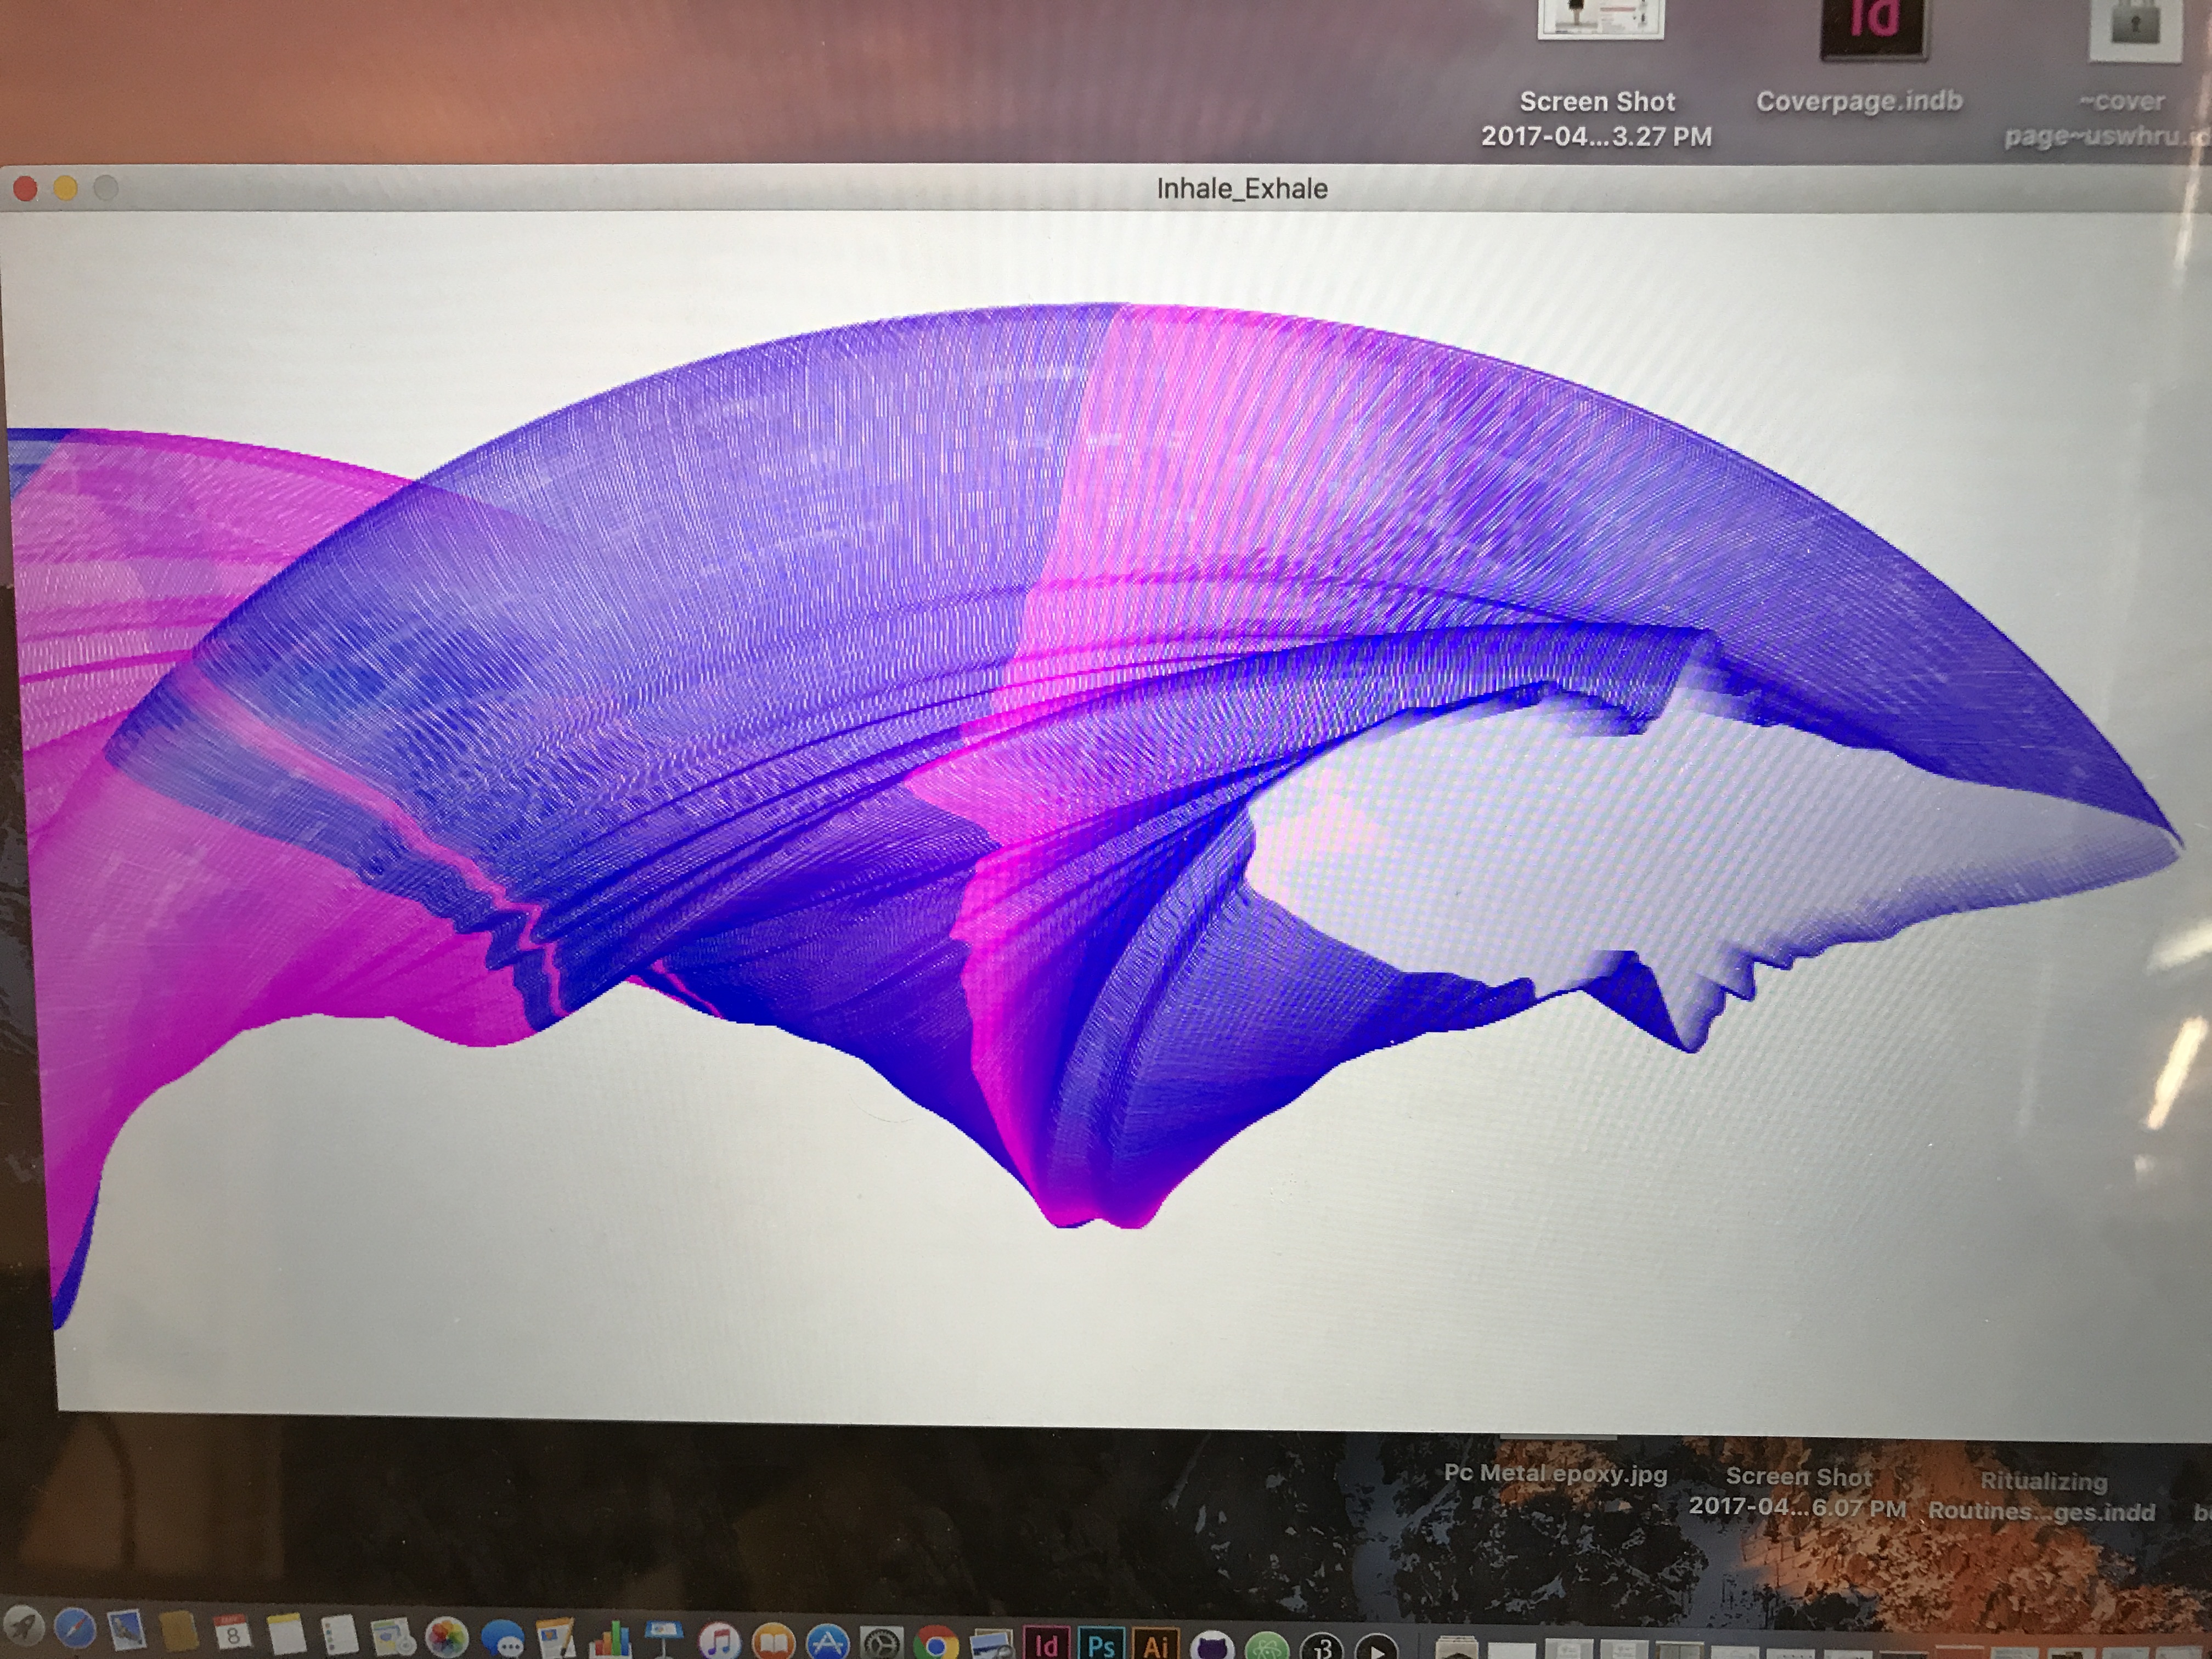 Id
Screen Shot
2017-04...3.27 PM
Coverpage.indb
~cover
page~uswhru.id
Inhale_Exhale
Pc Metal epoxy.jpg
Screen Shot
2017-04...6.07 PM
Ritualizing
Routines...ges.indd
8
Id
Ps
Ai